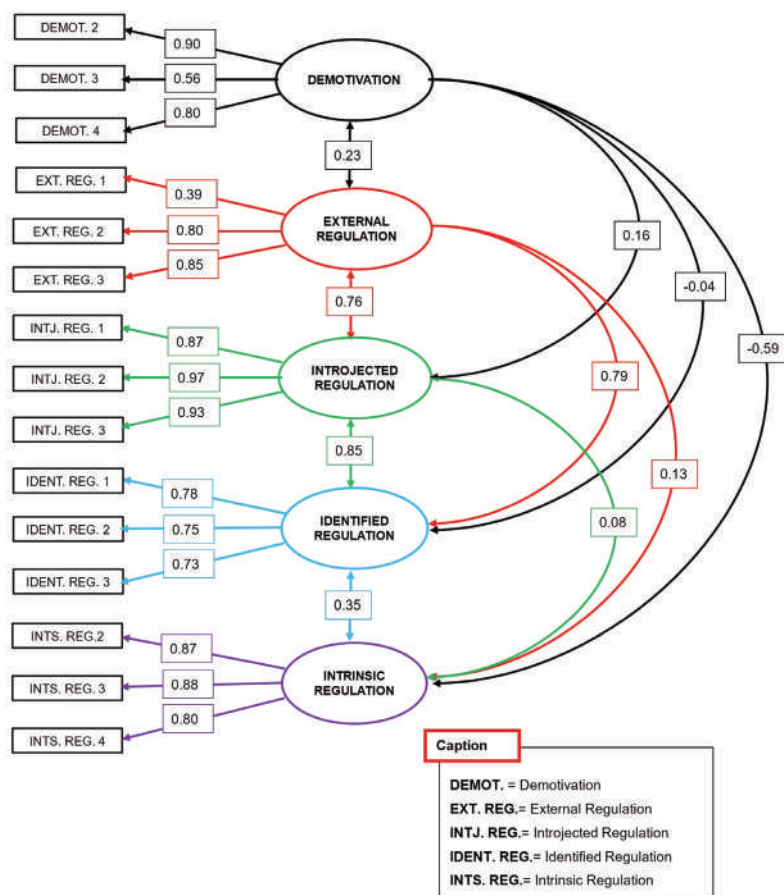 DEMOT. 2
0.90
DEMOT. 3
0.56
DEMOTIVATION
DEMOT. 4
0.80
0.23
EXT. REG. 1
0.39
EXT. REG. 2
0.80
EXTERNAL
REGULATION
EXT. REG. 3
0.85
0.16
-0.04
-0.59
0.76
INTJ. REG. 1
0.87
INTJ. REG. 2
0.97
INTROJECTED
REGULATION
0.79
INTJ. REG. 3
0.93
0.85
0.13
IDENT. REG. 1
0.78
IDENT. REG. 2
0.75
IDENTIFIED
REGULATION
0.08
IDENT. REG. 3
0.73
0.35
INTS. REG.2
0.87
INTS. REG. 3
0.88
INTRINSIC
REGULATION
INTS. REG. 4
0.80
Caption
DEMOT. = Demotivation
EXT. REG.= External Regulation
INTJ. REG.= Introjected Regulation
IDENT. REG.= Identified Regulation
INTS. REG.= Intrinsic Regulation